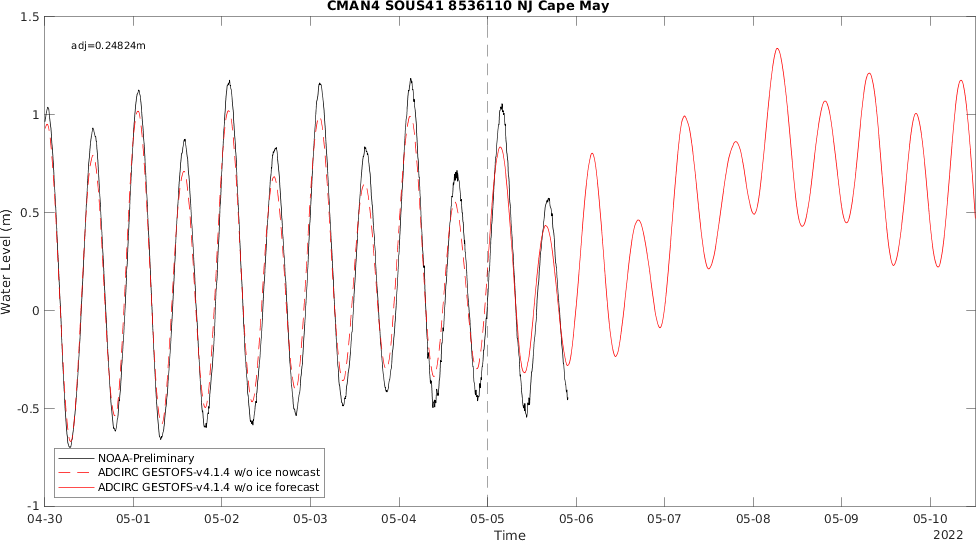 CMAN4 SOUS41 8536110 NJ Cape May
adj=0.24824m
1.5
1
0.5
0
-0.5
-1
Water Level (m)
NOAA-Preliminary
ADCIRC GESTOFS-v4.1.4 w/o ice nowcast
ADCIRC GESTOFS-v4.1.4 w/o ice forecast
04-30 05-01 05-02 05-03 05-04 05-05 05-06 05-07 05-08 05-09 05-10
2022
Time